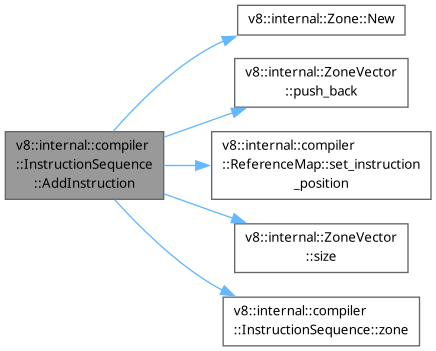 v8::internal::compiler
::InstructionSequence
::AddInstruction
v8::internal::Zone::New
v8::internal::ZoneVector
::push_back
v8::internal::compiler
::ReferenceMap::set_instruction
_position
v8::internal::ZoneVector
::size
v8::internal::compiler
::InstructionSequence::zone